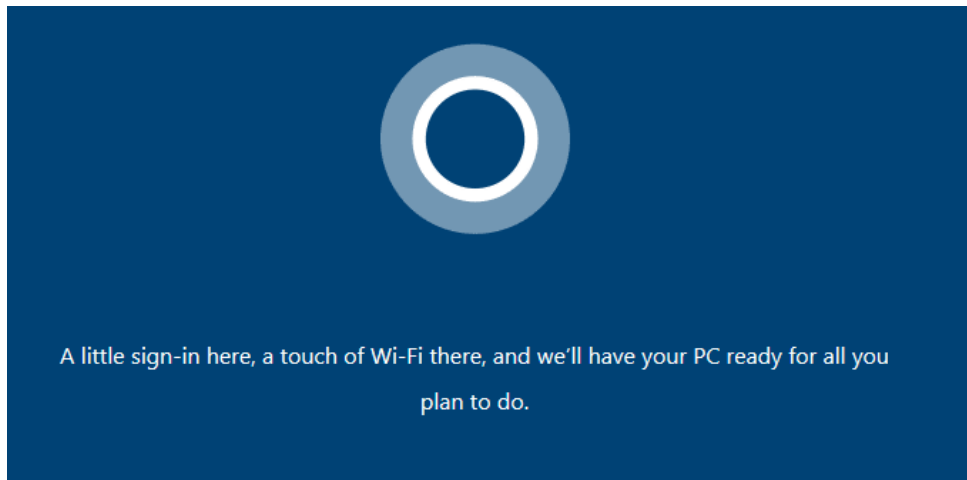 A little sign-in here, a touch of Wi-Fi there, and we'll have your PC ready for all you
plan to do.